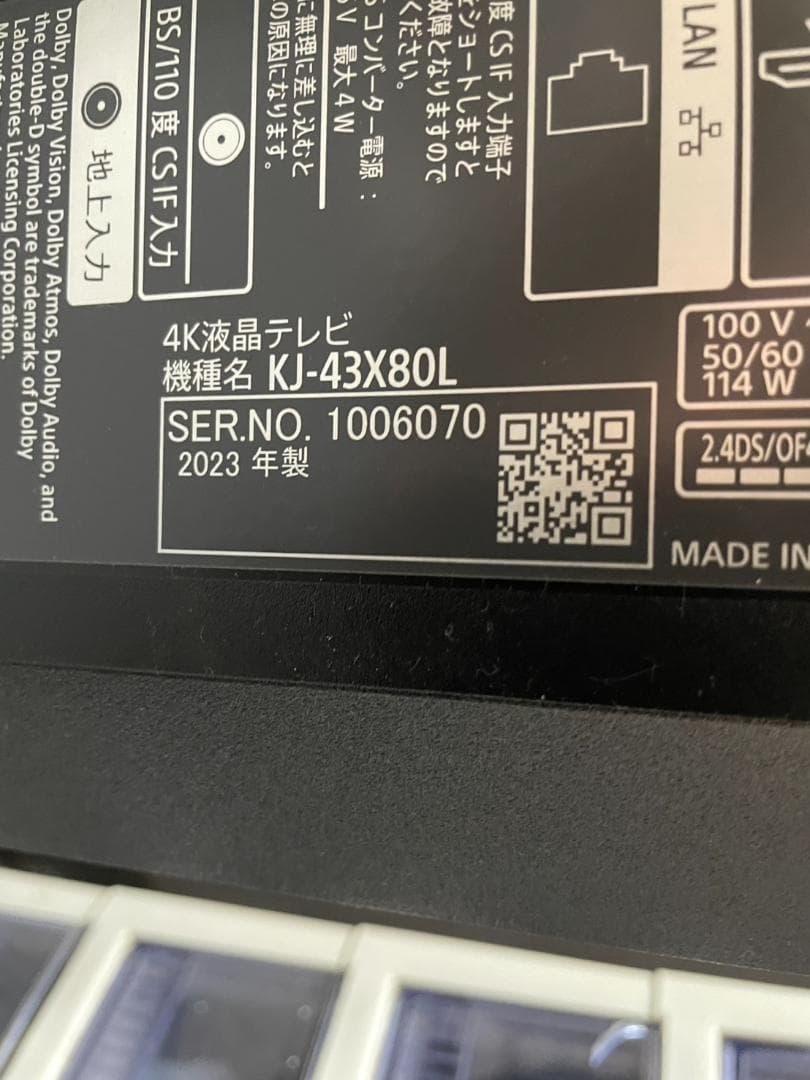 LAN
度 CS IF 入力端子
をショートしますと
故障となりますので
ください。
コンバーター電源：
V 最大 4 W
に無理に差し込むと
の原因になります。
BS/110 度 CS IF 入力
地上入力
Dolby, Dolby Vision, Dolby Atmos, Dolby Audio, and
the double-D symbol are trademarks of Dolby
Laboratories Licensing Corporation.
4K液晶テレビ
機種名 KJ-43X80L
SER.NO. 1006070
2023 年製
100 V
50/60
114 W
2.4DS/OF
MADE IN